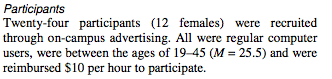 Participants
Twenty-four participants (12 females) were recruited
through on-campus advertising. All were regular computer
users, were between the ages of 19–45 (M = 25.5) and were
reimbursed $10 per hour to participate.